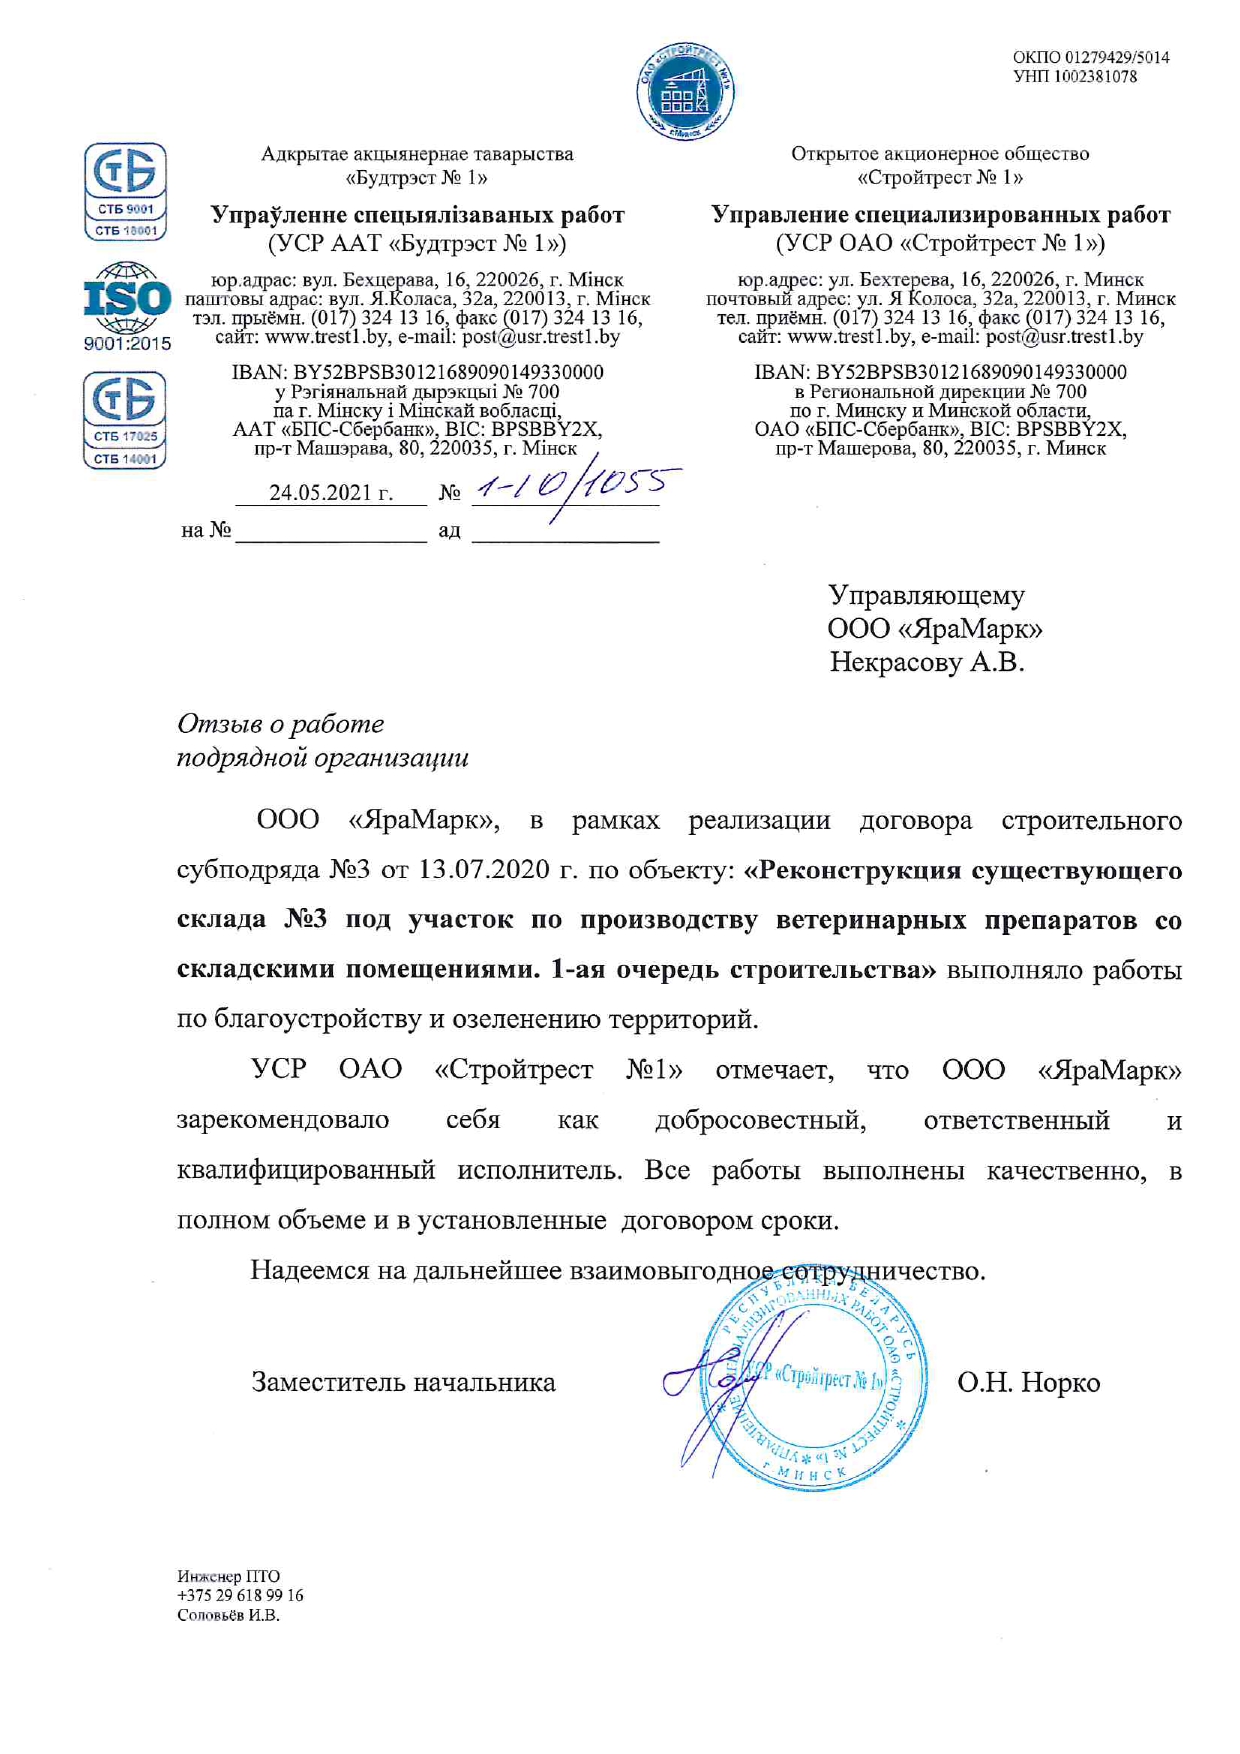 ОКПО 01279429/5014
УНП 1002381078
ОАО «СТРОЙТРЕСТ №1»
г. Минск
СТБ
СТБ 9001
СТБ 18001
ISO
9001:2015
СТБ
СТБ 17025
СТБ 14001
Адкрытае акцыянернае таварыства
«Будтрэст № 1»
Упраўленне спецыялізаваных работ
(УСР ААТ «Будтрэст № 1»)
юр.адрас: вул. Бехцерава, 16, 220026, г. Мінск
паштовы адрас: вул. Я.Коласа, 32а, 220013, г. Мінск
тэл. прыёмн. (017) 324 13 16, факс (017) 324 13 16,
сайт: www.trest1.by, e-mail: post@usr.trest1.by
IBAN: BY52BPSB30121689090149330000
у Рэгіянальнай дырэкцыі № 700
па г. Мінску і Мінскай вобласці,
ААТ «БПС-Сбербанк», BIC: BPSBBY2X,
пр-т Машэрава, 80, 220035, г. Мінск
Открытое акционерное общество
«Стройтрест № 1»
Управление специализированных работ
(УСР ОАО «Стройтрест № 1»)
юр.адрес: ул. Бехтерева, 16, 220026, г. Минск
почтовый адрес: ул. Я Колоса, 32а, 220013, г. Минск
тел. приёмн. (017) 324 13 16, факс (017) 324 13 16,
сайт: www.trest1.by, e-mail: post@usr.trest1.by
IBAN: BY52BPSB30121689090149330000
в Региональной дирекции № 700
по г. Минску и Минской области,
ОАО «БПС-Сбербанк», BIC: BPSBBY2X,
пр-т Машерова, 80, 220035, г. Минск
24.05.2021 г. № 1-10/1055
на № ад
Управляющему
ООО «ЯраМарк»
Некрасову А.В.
Отзыв о работе
подрядной организации
ООО «ЯраМарк», в рамках реализации договора строительного
субподряда №3 от 13.07.2020 г. по объекту: «Реконструкция существующего
склада №3 под участок по производству ветеринарных препаратов со
складскими помещениями. 1-ая очередь строительства» выполняло работы
по благоустройству и озеленению территорий.
УСР ОАО «Стройтрест №1» отмечает, что ООО «ЯраМарк»
зарекомендовало себя как добросовестный, ответственный и
квалифицированный исполнитель. Все работы выполнены качественно, в
полном объеме и в установленные договором сроки.
Надеемся на дальнейшее взаимовыгодное сотрудничество.
Заместитель начальника О.Н. Норко
РЕСПУБЛИКА БЕЛАРУСЬ
УПРАВЛЕНИЕ СПЕЦИАЛИЗИРОВАННЫХ РАБОТ ОАО «СТРОЙТРЕСТ № 1»
УСР «Стройтрест № 1»
г. МИНСК
Инженер ПТО
+375 29 618 99 16
Соловьёв И.В.